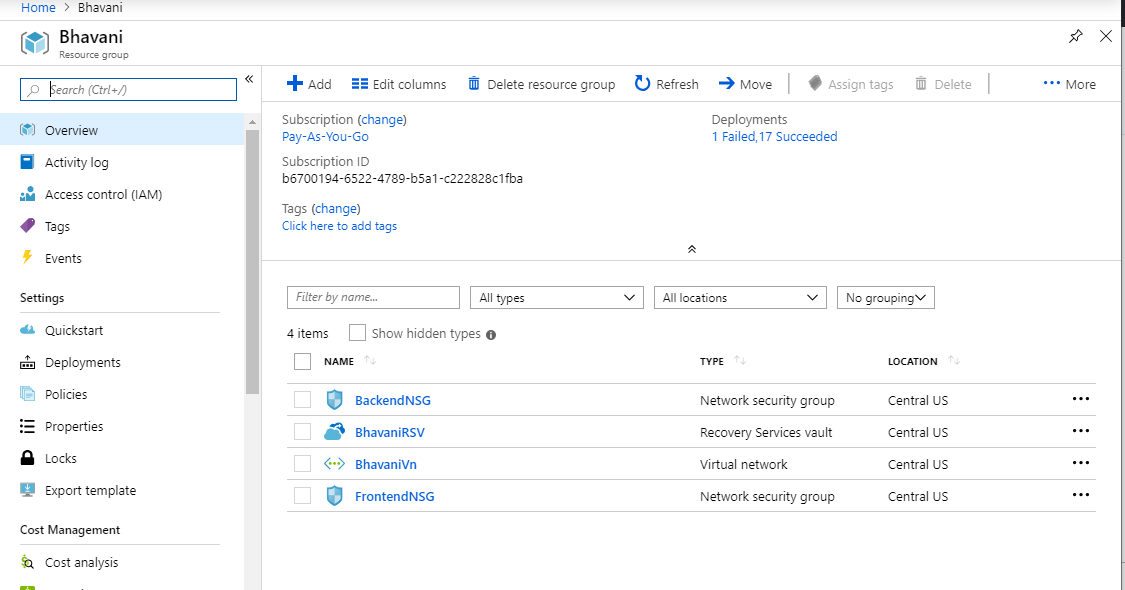 Home > Bhavani
Bhavani
Resource group
Search (Ctrl+/)
«
Overview
Activity log
Access control (IAM)
Tags
Events
Settings
Quickstart
Deployments
Policies
Properties
Locks
Export template
Cost Management
Cost analysis
Add Edit columns Delete resource group Refresh Move Assign tags Delete More
Subscription (change)
Pay-As-You-Go
Subscription ID
b6700194-6522-4789-b5a1-c222828c1fba
Tags (change)
Click here to add tags
Deployments
1 Failed,17 Succeeded
Filter by name... All types All locations No grouping
4 items Show hidden types
NAME TYPE LOCATION
BackendNSG Network security group Central US
BhavaniRSV Recovery Services vault Central US
BhavaniVn Virtual network Central US
FrontendNSG Network security group Central US